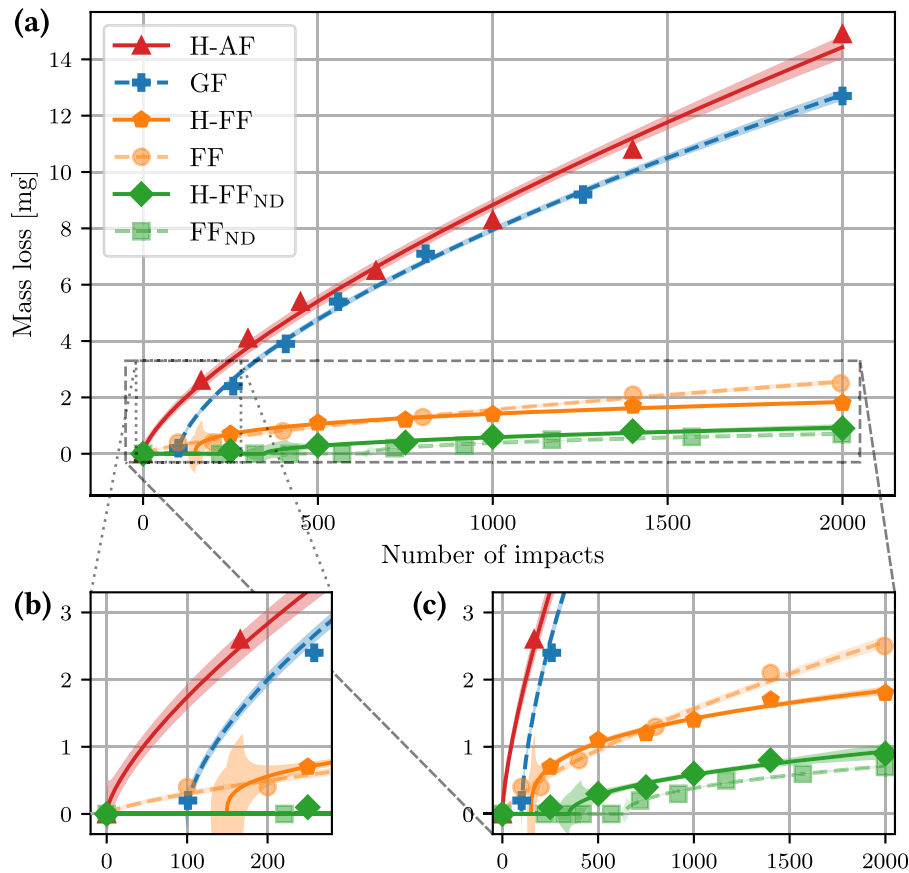 (a)
14
12
10
8
6
4
2
0
Mass loss [mg]
H-AF
GF
H-FF
FF
H-FF_ND
FF_ND
0 500 1000 1500 2000
Number of impacts
(b)
3
2
1
0
0 100 200
(c)
3
2
1
0
0 500 1000 1500 2000